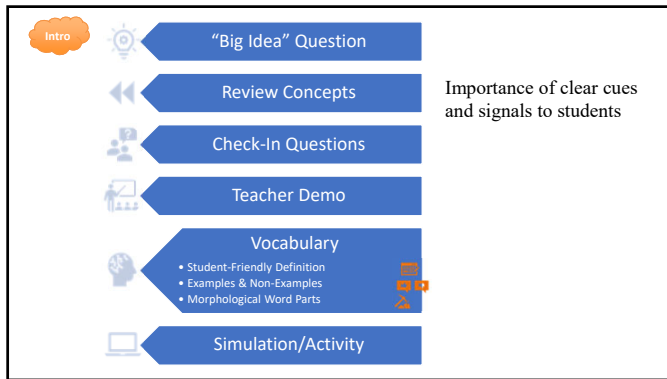 Intro
“Big Idea” Question
Review Concepts
Importance of clear cues
and signals to students
Check-In Questions
Teacher Demo
Vocabulary
• Student-Friendly Definition
• Examples & Non-Examples
• Morphological Word Parts
Simulation/Activity